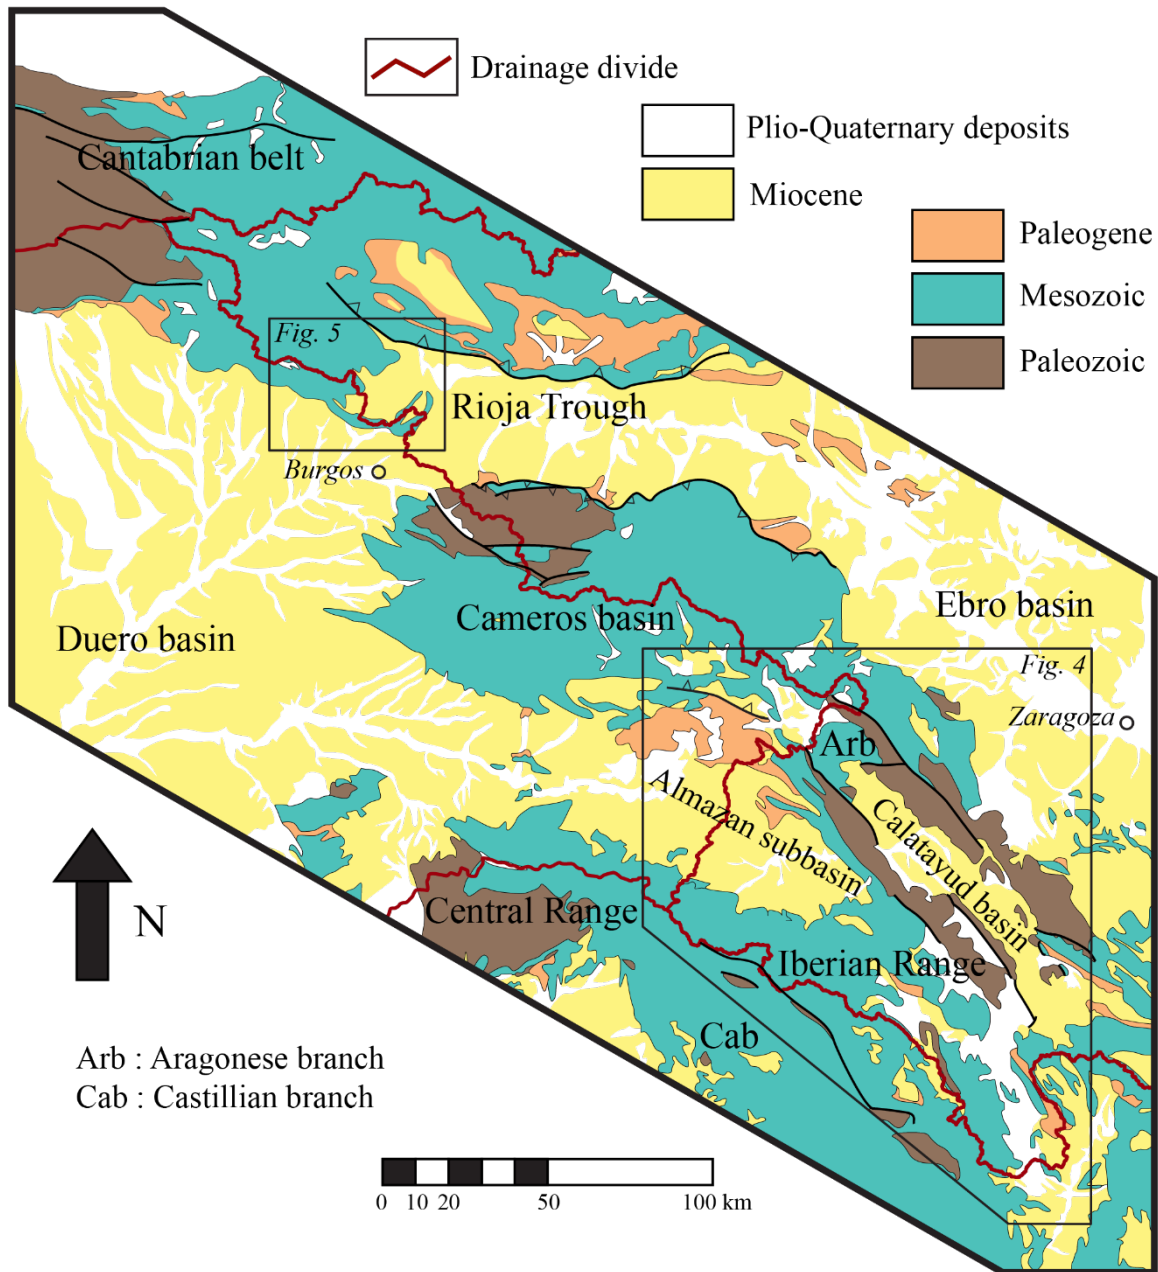 Drainage divide
Plio-Quaternary deposits
Miocene
Paleogene
Mesozoic
Paleozoic
Cantabrian belt
Fig. 5
Rioja Trough
Burgos
Cameros basin
Ebro basin
Duero basin
Fig. 4
Zaragoza
Arb
Almazan subbasin
Calatayud basin
Central Range
N
Iberian Range
Cab
Arb : Aragonese branch
Cab : Castillian branch
0 10 20 50 100 km